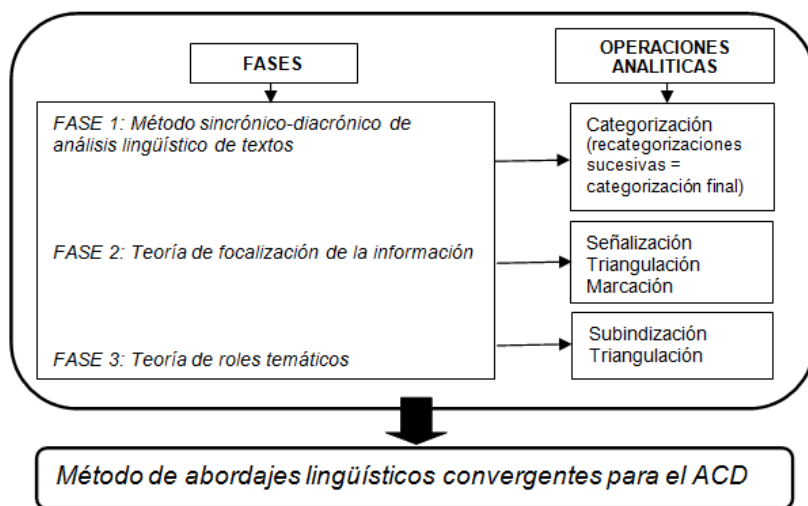 FASES
OPERACIONES
ANALITICAS
FASE 1: Método sincrónico-diacrónico de
análisis lingüístico de textos
Categorización
(recategorizaciones
sucesivas =
categorización final)
FASE 2: Teoría de focalización de la información
Señalización
Triangulación
Marcación
FASE 3: Teoría de roles temáticos
Subindización
Triangulación
Método de abordajes lingüísticos convergentes para el ACD